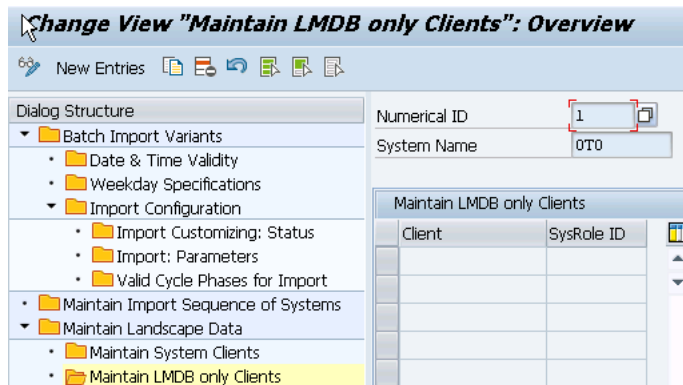 Change View "Maintain LMDB only Clients": Overview
New Entries
Dialog Structure
Batch Import Variants
Date & Time Validity
Weekday Specifications
Import Configuration
Import Customizing: Status
Import: Parameters
Valid Cycle Phases for Import
Maintain Import Sequence of Systems
Maintain Landscape Data
Maintain System Clients
Maintain LMDB only Clients
Numerical ID 1
System Name 0T0
Maintain LMDB only Clients
Client SysRole ID